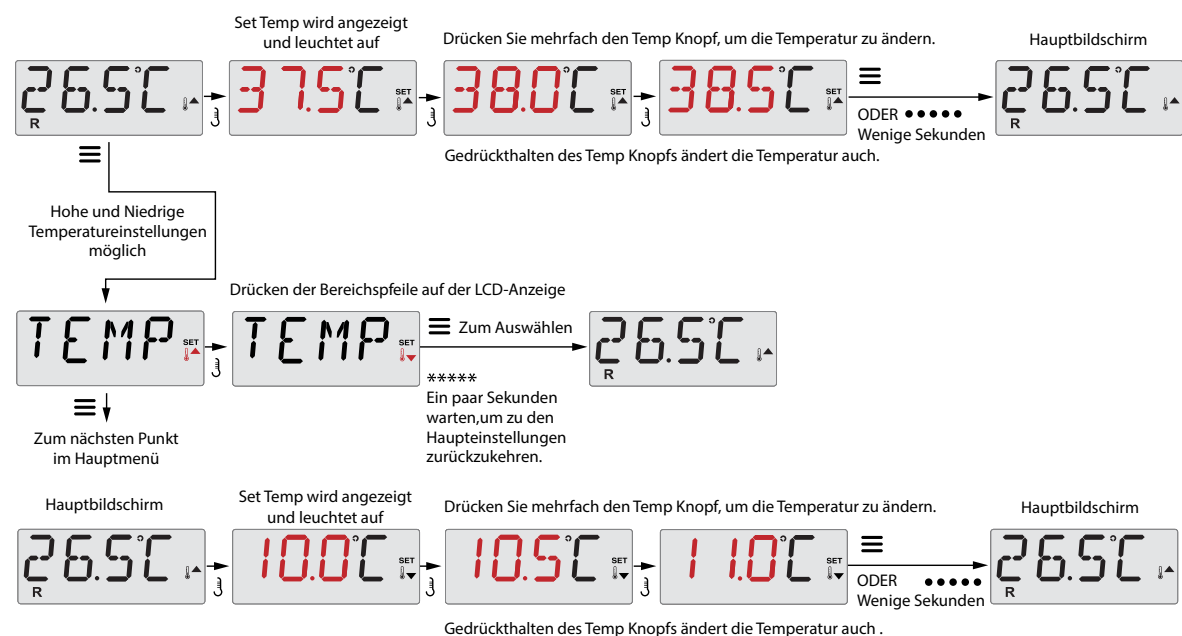 Set Temp wird angezeigt
und leuchtet auf
Drücken Sie mehrfach den Temp Knopf, um die Temperatur zu ändern.
Hauptbildschirm
26.5°C
R
37.5°C
SET
38.0°C
SET
38.5°C
SET
ODER
Wenige Sekunden
26.5°C
R
Gedrückthalten des Temp Knopfs ändert die Temperatur auch.
Hohe und Niedrige
Temperatureinstellungen
möglich
Drücken der Bereichspfeile auf der LCD-Anzeige
TEMP
SET
TEMP
SET
Zum Auswählen
26.5°C
R
*****
Ein paar Sekunden
warten,um zu den
Haupteinstellungen
zurückzukehren.
Zum nächsten Punkt
im Hauptmenü
Hauptbildschirm
Set Temp wird angezeigt
und leuchtet auf
Drücken Sie mehrfach den Temp Knopf, um die Temperatur zu ändern.
Hauptbildschirm
26.5°C
R
10.0°C
SET
10.5°C
SET
11.0°C
SET
ODER
Wenige Sekunden
26.5°C
R
Gedrückthalten des Temp Knopfs ändert die Temperatur auch .